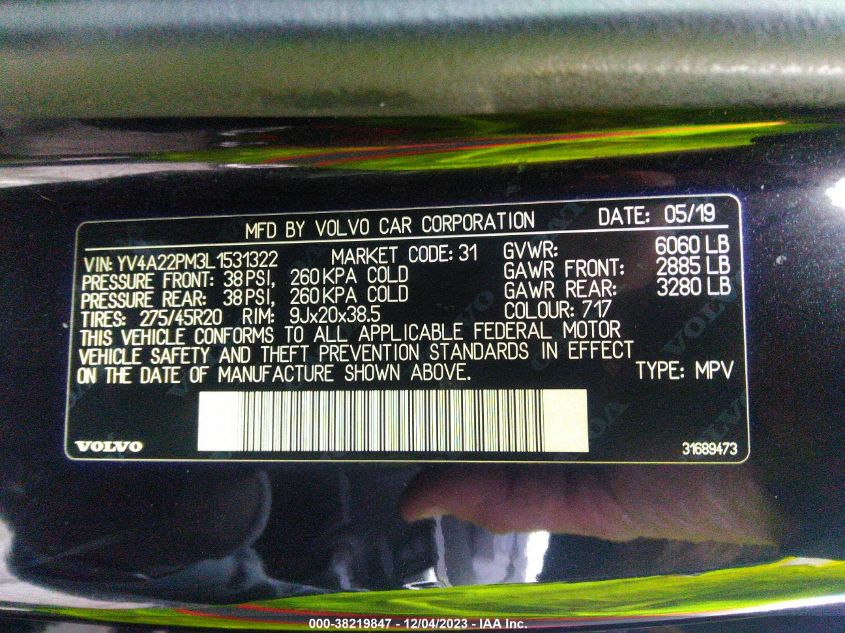 MFD BY VOLVO CAR CORPORATION DATE: 05/19
VIN: YV4A22PM3L1531322 MARKET CODE: 31 GVWR: 6060 LB
PRESSURE FRONT: 38 PSI, 260 KPA COLD GAWR FRONT: 2885 LB
PRESSURE REAR: 38 PSI, 260 KPA COLD GAWR REAR: 3280 LB
TIRES: 275/45R20 RIM: 9Jx20x38.5 COLOUR: 717
THIS VEHICLE CONFORMS TO ALL APPLICABLE FEDERAL MOTOR
VEHICLE SAFETY AND THEFT PREVENTION STANDARDS IN EFFECT
ON THE DATE OF MANUFACTURE SHOWN ABOVE. TYPE: MPV
VOLVO 31689473
000-38219847 - 12/04/2023 - IAA Inc.